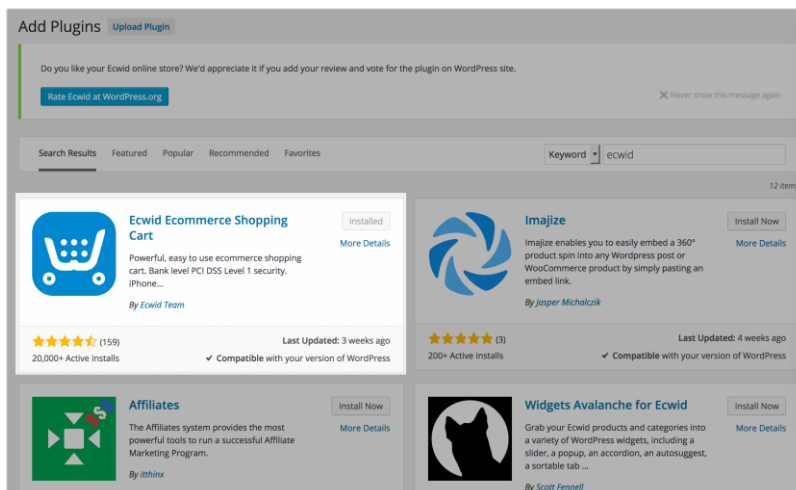 Add Plugins Upload Plugin
Do you like your Ecwid online store? We'd appreciate it if you add your review and vote for the plugin on WordPress site.
Rate Ecwid at WordPress.org
Never show this message again
Search Results Featured Popular Recommended Favorites
Keyword ecwid
12 item
Ecwid Ecommerce Shopping
Cart
Installed
More Details
Powerful, easy to use ecommerce shopping
cart. Bank level PCI DSS Level 1 security.
iPhone...
By Ecwid Team
(159)
Last Updated: 3 weeks ago
20,000+ Active Installs
Compatible with your version of WordPress
Imajize
Install Now
More Details
Imajize enables you to easily embed a 360°
product spin into any Wordpress post or
WooCommerce product by simply pasting an
embed link.
By Jasper Michalczik
(3)
Last Updated: 4 weeks ago
200+ Active Installs
Compatible with your version of WordPress
Affiliates
Install Now
More Details
The Affiliates system provides the most
powerful tools to run a successful Affiliate
Marketing Program.
By itthinx
Widgets Avalanche for Ecwid
Install Now
More Details
Grab your Ecwid products and categories into
a variety of WordPress widgets, including a
slider, a popup, an accordion, an autosuggest,
a sortable tab ...
By Scott Fennell